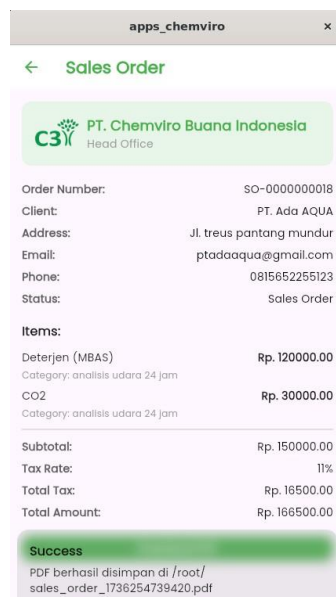 apps_chemviro ×
← Sales Order
C3 PT. Chemviro Buana Indonesia
Head Office
Order Number: SO-0000000018
Client: PT. Ada AQUA
Address: Jl. treus pantang mundur
Email: ptadaaqua@gmail.com
Phone: 0815652255123
Status: Sales Order
Items:
Deterjen (MBAS) Rp. 120000.00
Category: analisis udara 24 jam
CO2 Rp. 30000.00
Category: analisis udara 24 jam
Subtotal: Rp. 150000.00
Tax Rate: 11%
Total Tax: Rp. 16500.00
Total Amount: Rp. 166500.00
Success
PDF berhasil disimpan di /root/
sales_order_1736254739420.pdf